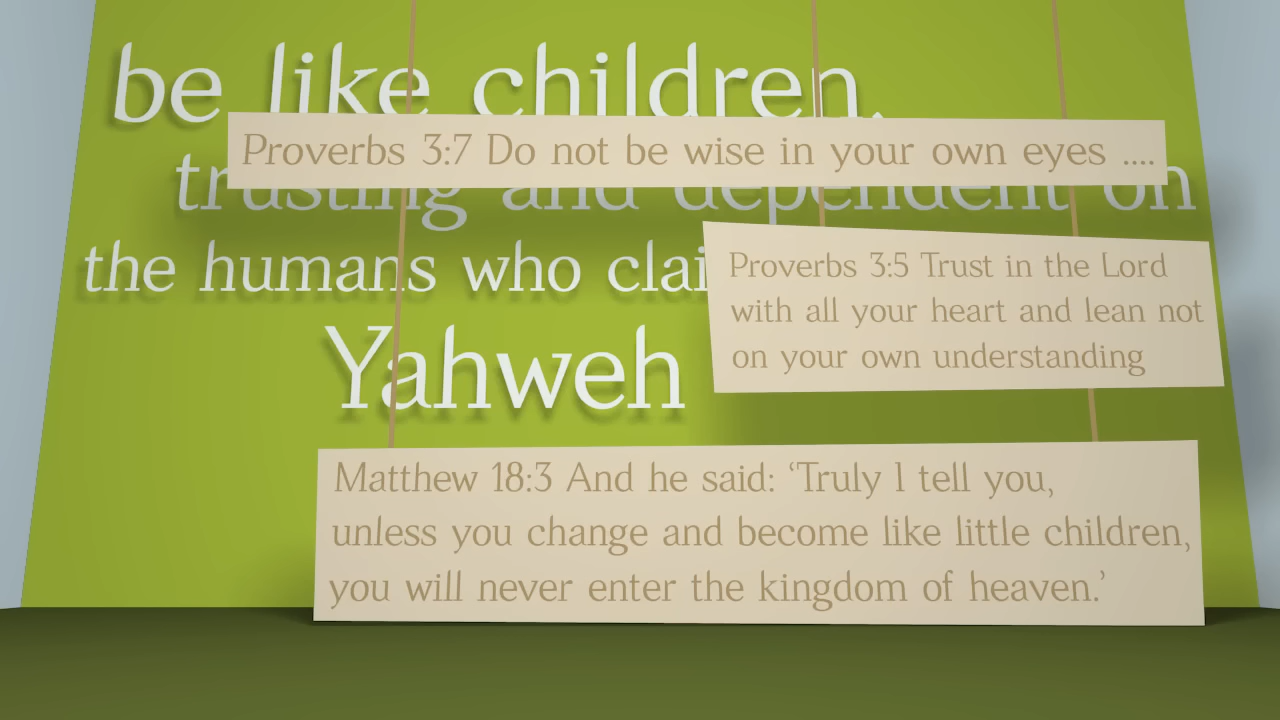 be like children,
Proverbs 3:7 Do not be wise in your own eyes ....
trusting and dependent on
the humans who
Proverbs 3:5 Trust in the Lord
with all your heart and lean not
on your own understanding
Yahweh
Matthew 18:3 And he said: ‘Truly I tell you,
unless you change and become like little children,
you will never enter the kingdom of heaven.’